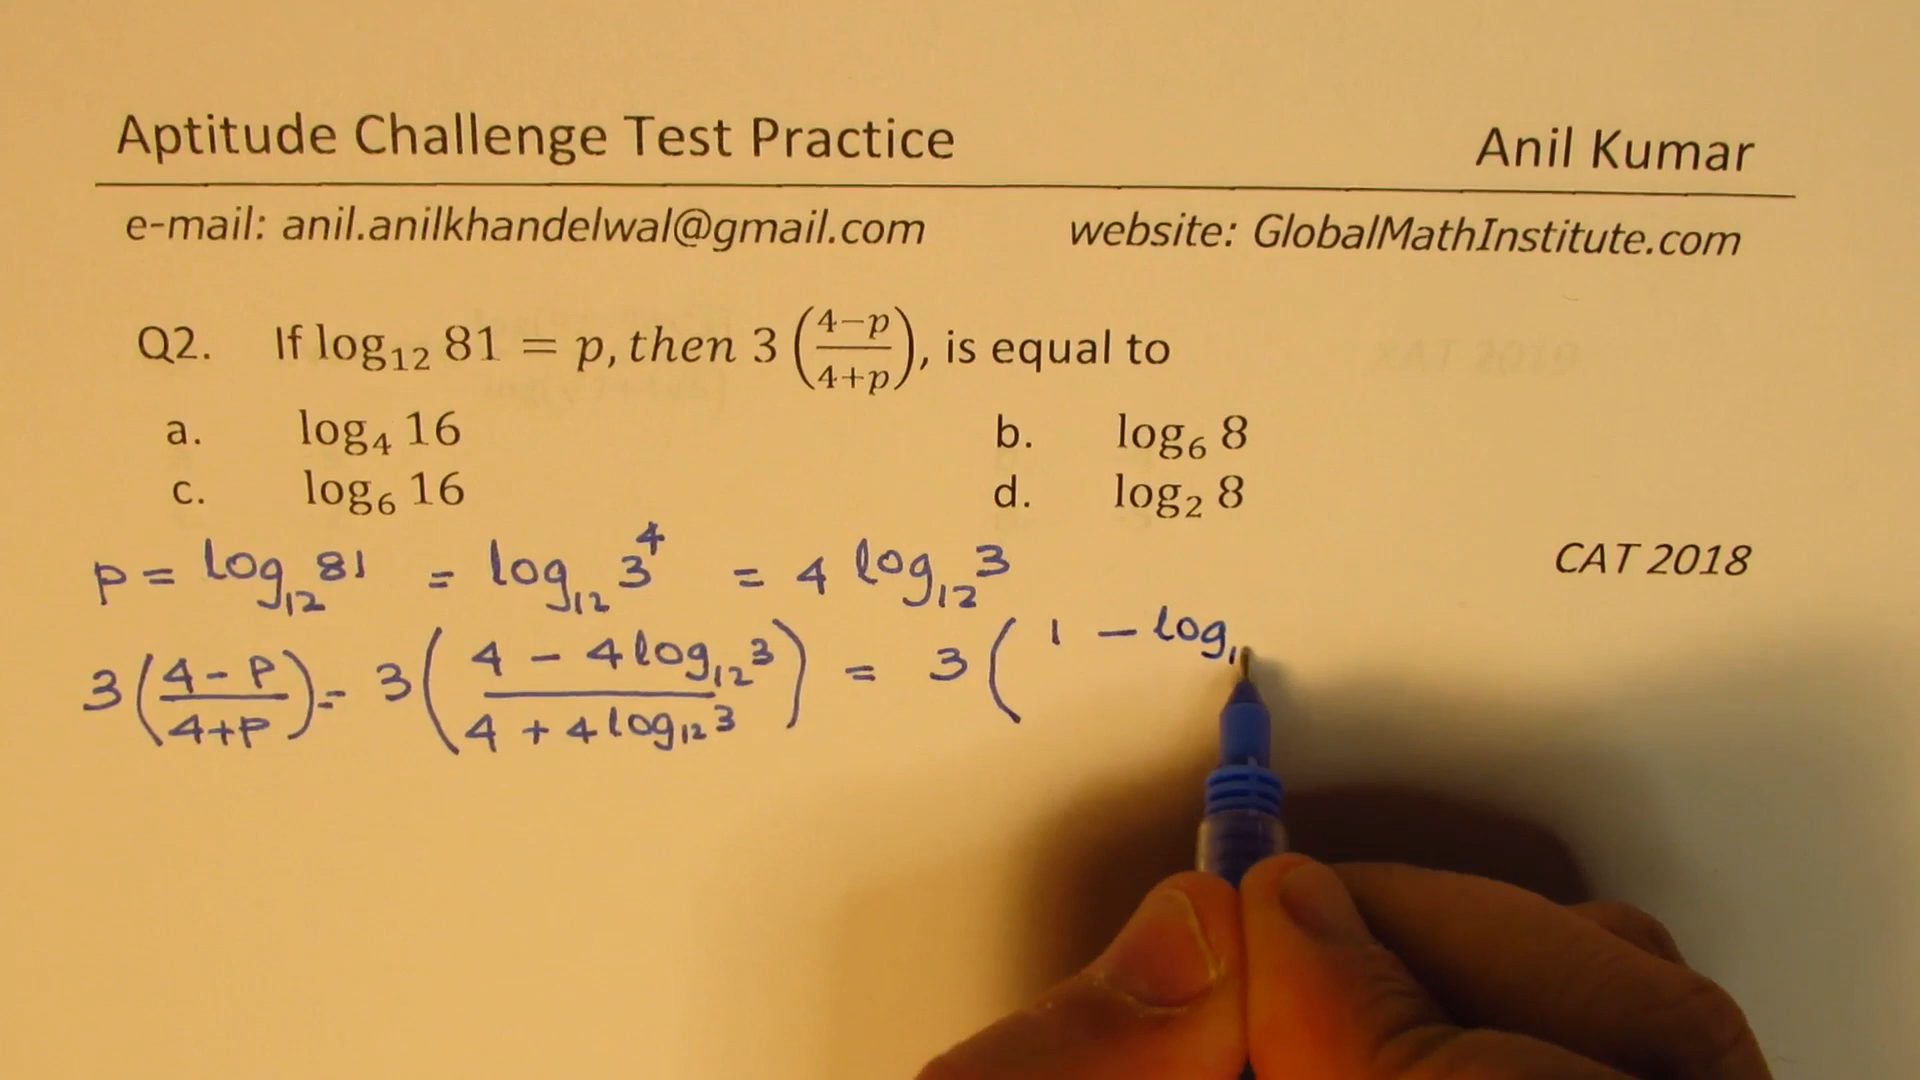 Aptitude Challenge Test Practice Anil Kumar
e-mail: anil.anilkhandelwal@gmail.com website: GlobalMathInstitute.com
Q2. If log₁₂ 81 = p, then 3 ((4−p)/(4+p)), is equal to
a. log₄ 16 b. log₆ 8
c. log₆ 16 d. log₂ 8
CAT 2018
p = log₁₂ 81 = log₁₂ 3⁴ = 4 log₁₂ 3
3((4 − p)/(4+p)) = 3((4 − 4log₁₂ 3)/(4 + 4log₁₂ 3)) = 3(1 − log₁